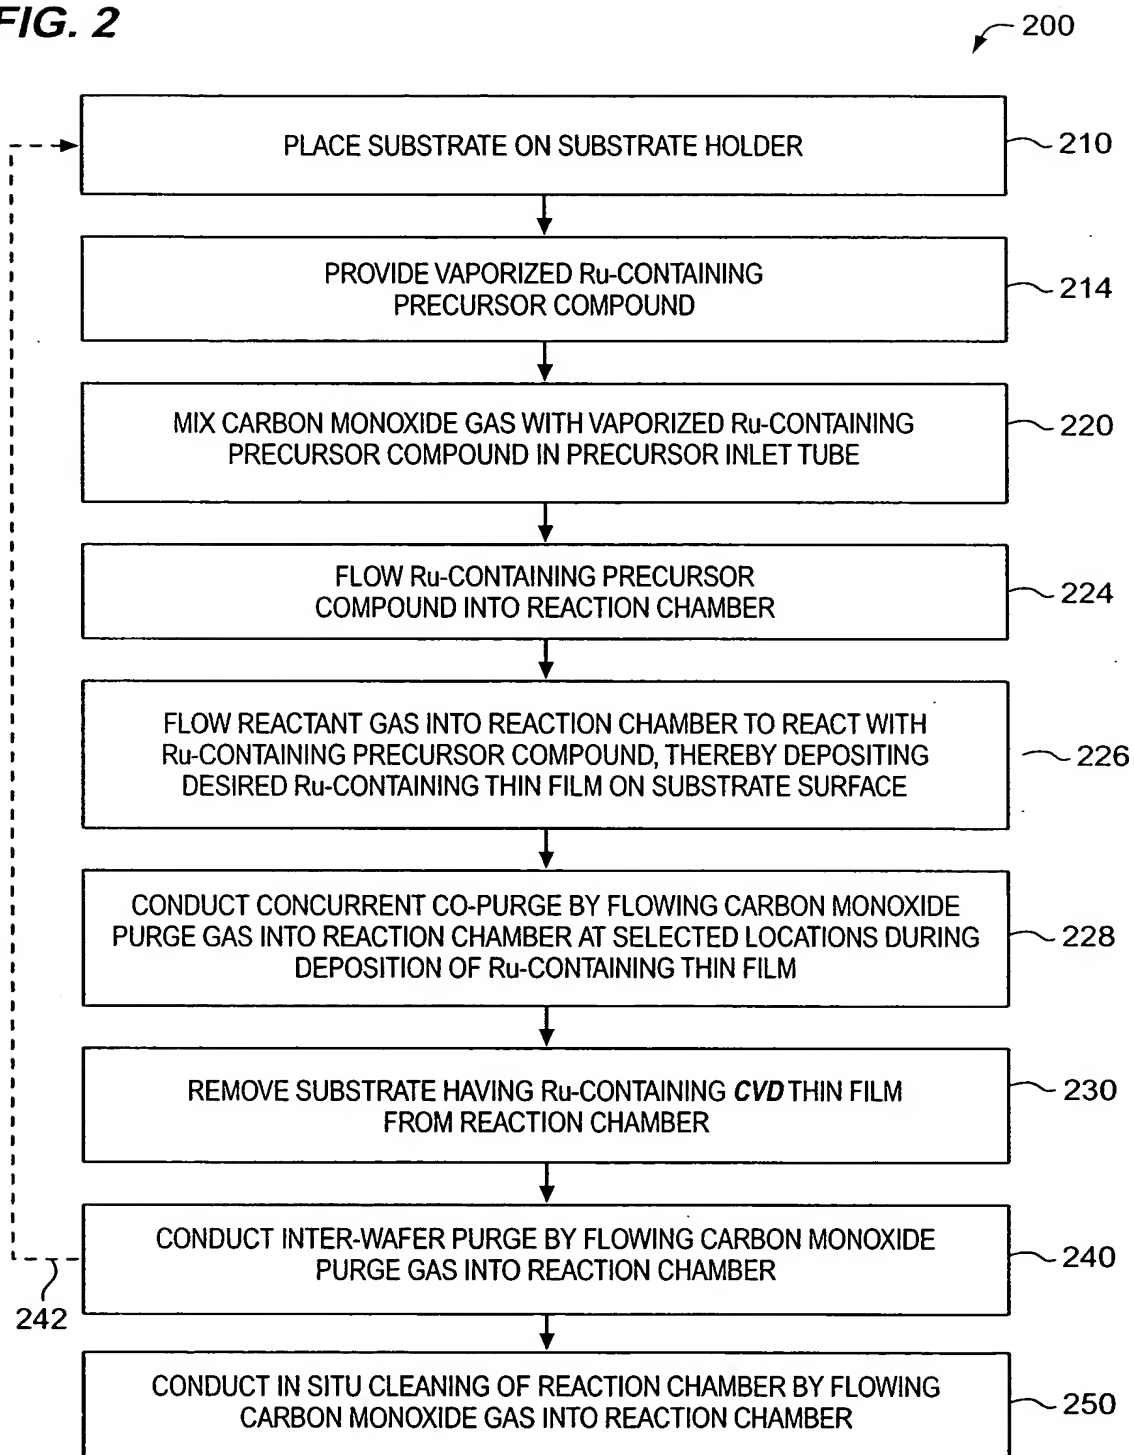 FIG. 2
200
PLACE SUBSTRATE ON SUBSTRATE HOLDER
210
PROVIDE VAPORIZED Ru-CONTAINING
PRECURSOR COMPOUND
214
MIX CARBON MONOXIDE GAS WITH VAPORIZED Ru-CONTAINING
PRECURSOR COMPOUND IN PRECURSOR INLET TUBE
220
FLOW Ru-CONTAINING PRECURSOR
COMPOUND INTO REACTION CHAMBER
224
FLOW REACTANT GAS INTO REACTION CHAMBER TO REACT WITH
Ru-CONTAINING PRECURSOR COMPOUND, THEREBY DEPOSITING
DESIRED Ru-CONTAINING THIN FILM ON SUBSTRATE SURFACE
226
CONDUCT CONCURRENT CO-PURGE BY FLOWING CARBON MONOXIDE
PURGE GAS INTO REACTION CHAMBER AT SELECTED LOCATIONS DURING
DEPOSITION OF Ru-CONTAINING THIN FILM
228
REMOVE SUBSTRATE HAVING Ru-CONTAINING CVD THIN FILM
FROM REACTION CHAMBER
230
CONDUCT INTER-WAFER PURGE BY FLOWING CARBON MONOXIDE
PURGE GAS INTO REACTION CHAMBER
240
242
CONDUCT IN SITU CLEANING OF REACTION CHAMBER BY FLOWING
CARBON MONOXIDE GAS INTO REACTION CHAMBER
250